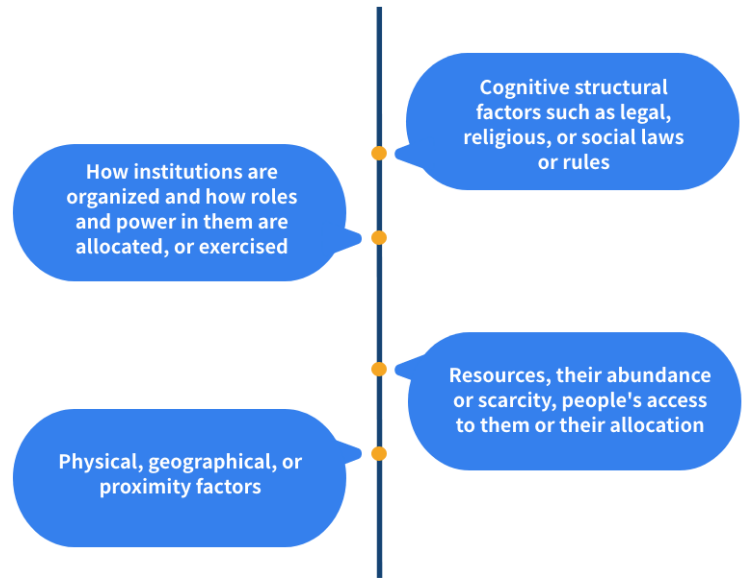 Cognitive structural
factors such as legal,
religious, or social laws
or rules
How institutions are
organized and how roles
and power in them are
allocated, or exercised
Resources, their abundance
or scarcity, people's access
to them or their allocation
Physical, geographical, or
proximity factors